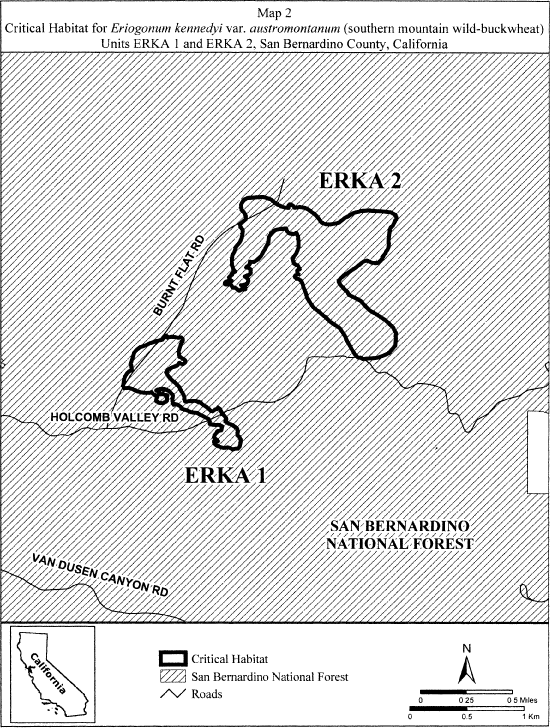 Map 2
Critical Habitat for Eriogonum kennedyi var. austromontanum (southern mountain wild-buckwheat)
Units ERKA 1 and ERKA 2, San Bernardino County, California
ERKA 2
BURNT FLAT RD
HOLCOMB VALLEY RD
ERKA 1
SAN BERNARDINO
NATIONAL FOREST
VAN DUSEN CANYON RD
California
Critical Habitat
San Bernardino National Forest
Roads
N
0 0.25 0.5 Miles
0 0.5 1 Km